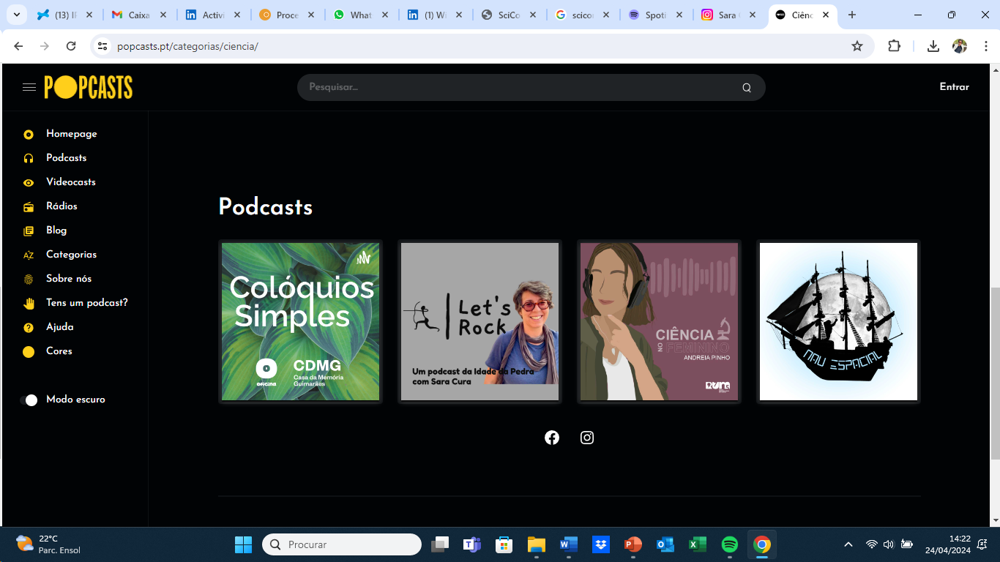 (13) IF
Caixa
Activi
Proce
What
(1) Wi
SciCo
scicor
Spoti
Sara
Ciênc
popcasts.pt/categorias/ciencia/
POPCASTS
Pesquisar...
Entrar
Homepage
Podcasts
Videocasts
Rádios
Blog
Categorias
Sobre nós
Tens um podcast?
Ajuda
Cores
Modo escuro
Podcasts
Colóquios
Simples
oficina
CDMG
Casa da Memória
Guimarães
Let's
Rock
Um podcast da Idade da Pedra
com Sara Cura
CIÊNCIA
NO FEMININO
ANDREIA PINHO
RUM
NAU ESPACIAL
22°C
Parc. Ensol
Procurar
14:22
24/04/2024